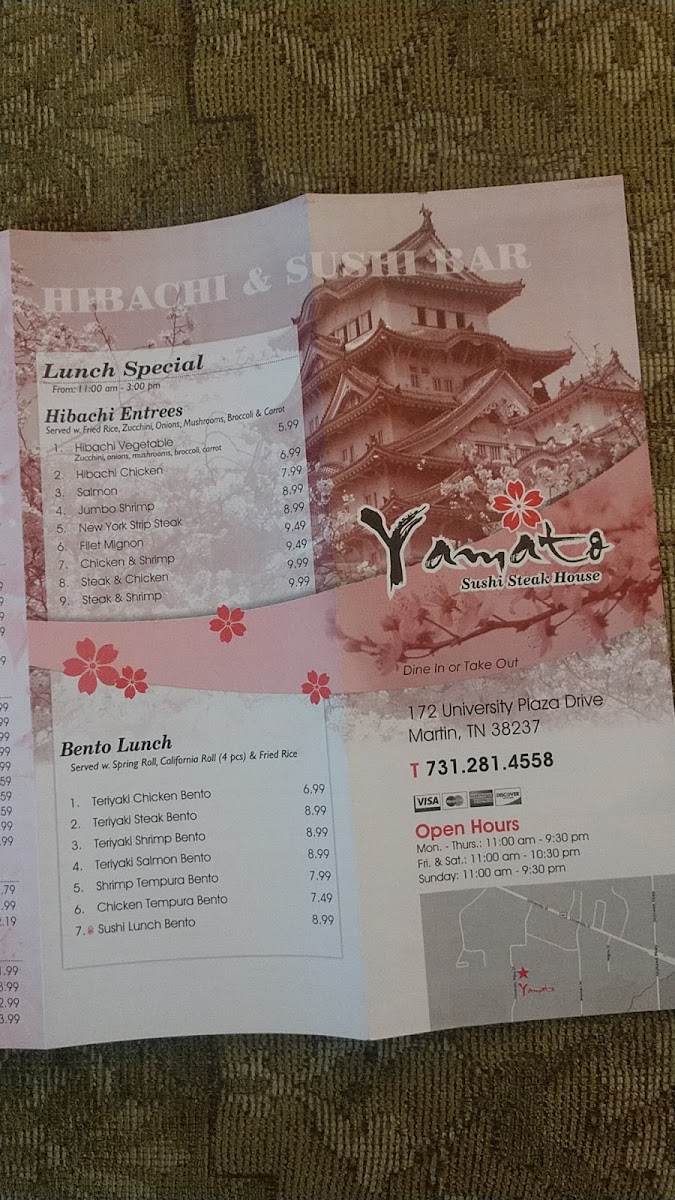 HIBACHI & SUSHI BAR
Lunch Special
From: 11:00 am - 3:00 pm
Hibachi Entrees
Served w. Fried Rice, Zucchini, Onions, Mushrooms, Broccoli & Carrot
1. Hibachi Vegetable 5.99
Zucchini, onions, mushrooms, broccoli, carrot
2. Hibachi Chicken 6.99
3. Salmon 7.99
4. Jumbo Shrimp 8.99
5. New York Strip Steak 8.99
6. Filet Mignon 9.49
7. Chicken & Shrimp 9.49
8. Steak & Chicken 9.99
9. Steak & Shrimp 9.99
Bento Lunch
Served w. Spring Roll, California Roll (4 pcs) & Fried Rice
1. Teriyaki Chicken Bento 6.99
2. Teriyaki Steak Bento 8.99
3. Teriyaki Shrimp Bento 8.99
4. Teriyaki Salmon Bento 8.99
5. Shrimp Tempura Bento 7.99
6. Chicken Tempura Bento 7.49
7. Sushi Lunch Bento 8.99
Yamato
Sushi Steak House
Dine In or Take Out
172 University Plaza Drive
Martin, TN 38237
T 731.281.4558
VISA DISCOVER
Open Hours
Mon. - Thurs.: 11:00 am - 9:30 pm
Fri. & Sat.: 11:00 am - 10:30 pm
Sunday: 11:00 am - 9:30 pm
Yamato